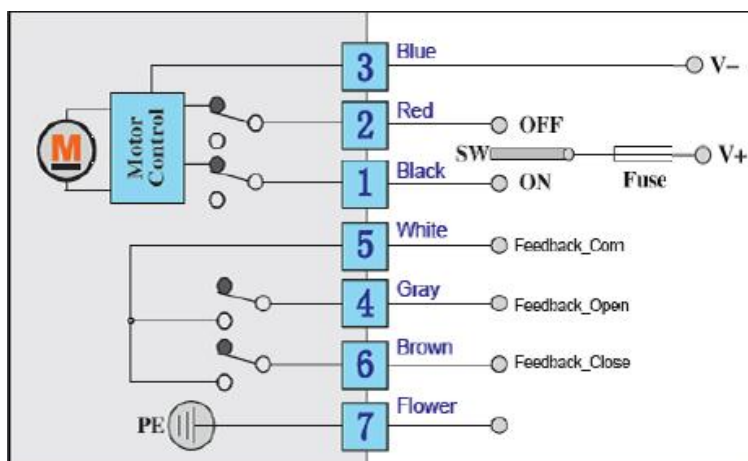 3 Blue V−
2 Red OFF
M
Motor Control
SW Fuse V+
1 Black ON
5 White Feedback_Com
4 Gray Feedback_Open
6 Brown Feedback_Close
PE 7 Flower